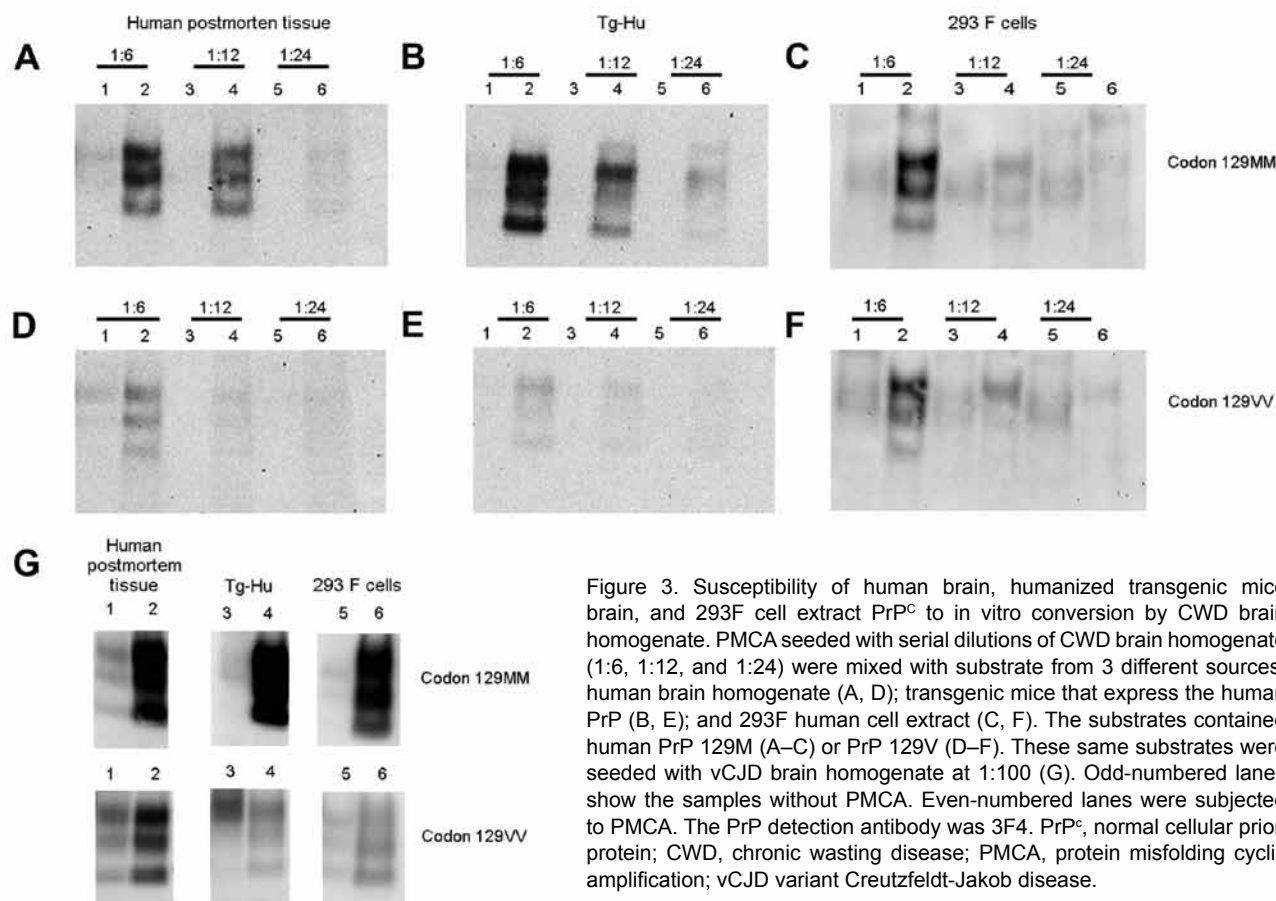 Human postmorten tissue
Tg-Hu
293 F cells
A
1:6 1:12 1:24
1 2 3 4 5 6
B
1:6 1:12 1:24
1 2 3 4 5 6
C
1:6 1:12 1:24
1 2 3 4 5 6
Codon 129MM
D
1:6 1:12 1:24
1 2 3 4 5 6
E
1:6 1:12 1:24
1 2 3 4 5 6
F
1:6 1:12 1:24
1 2 3 4 5 6
Codon 129VV
G
Human
postmortem
tissue
Tg-Hu
293 F cells
1 2 3 4 5 6
Codon 129MM
1 2 3 4 5 6
Codon 129VV
Figure 3. Susceptibility of human brain, humanized transgenic mice
brain, and 293F cell extract PrPᶜ to in vitro conversion by CWD brain
homogenate. PMCA seeded with serial dilutions of CWD brain homogenate
(1:6, 1:12, and 1:24) were mixed with substrate from 3 different sources
human brain homogenate (A, D); transgenic mice that express the human
PrP (B, E); and 293F human cell extract (C, F). The substrates containe
human PrP 129M (A–C) or PrP 129V (D–F). These same substrates were
seeded with vCJD brain homogenate at 1:100 (G). Odd-numbered lane
show the samples without PMCA. Even-numbered lanes were subjecte
to PMCA. The PrP detection antibody was 3F4. PrPᶜ, normal cellular prio
protein; CWD, chronic wasting disease; PMCA, protein misfolding cycli
amplification; vCJD variant Creutzfeldt-Jakob disease.